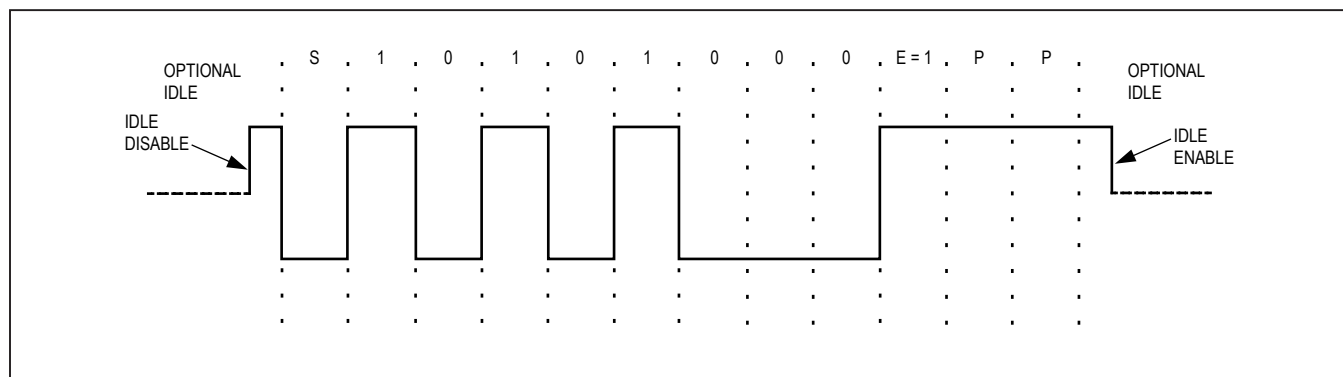 S 1 0 1 0 1 0 0 0 E = 1 P P
OPTIONAL
IDLE
OPTIONAL
IDLE
IDLE
DISABLE
IDLE
ENABLE